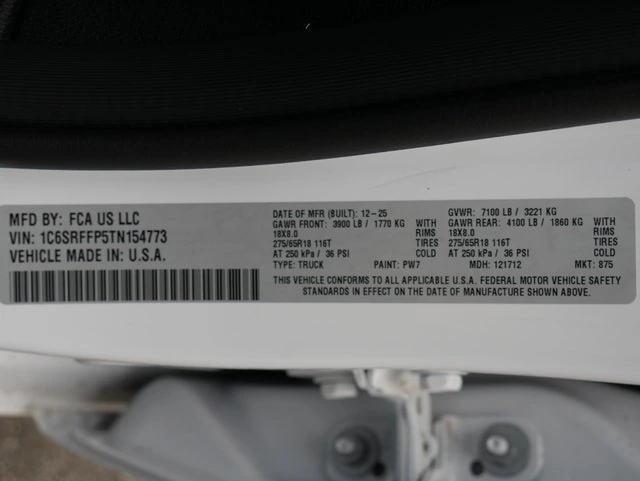 MFD BY: FCA US LLC
VIN: 1C6SRFFP5TN154773
VEHICLE MADE IN: U.S.A.
DATE OF MFR (BUILT): 12-25 GVWR: 7100 LB / 3221 KG
GAWR FRONT: 3900 LB / 1770 KG WITH GAWR REAR: 4100 LB / 1860 KG WITH
18X8.0 RIMS 18X8.0 RIMS
275/65R18 116T TIRES 275/65R18 116T TIRES
AT 250 kPa / 36 PSI COLD AT 250 kPa / 36 PSI COLD
TYPE: TRUCK PAINT: PW7 MDH: 121712 MKT: 875
THIS VEHICLE CONFORMS TO ALL APPLICABLE U.S.A. FEDERAL MOTOR VEHICLE SAFETY
STANDARDS IN EFFECT ON THE DATE OF MANUFACTURE SHOWN ABOVE.